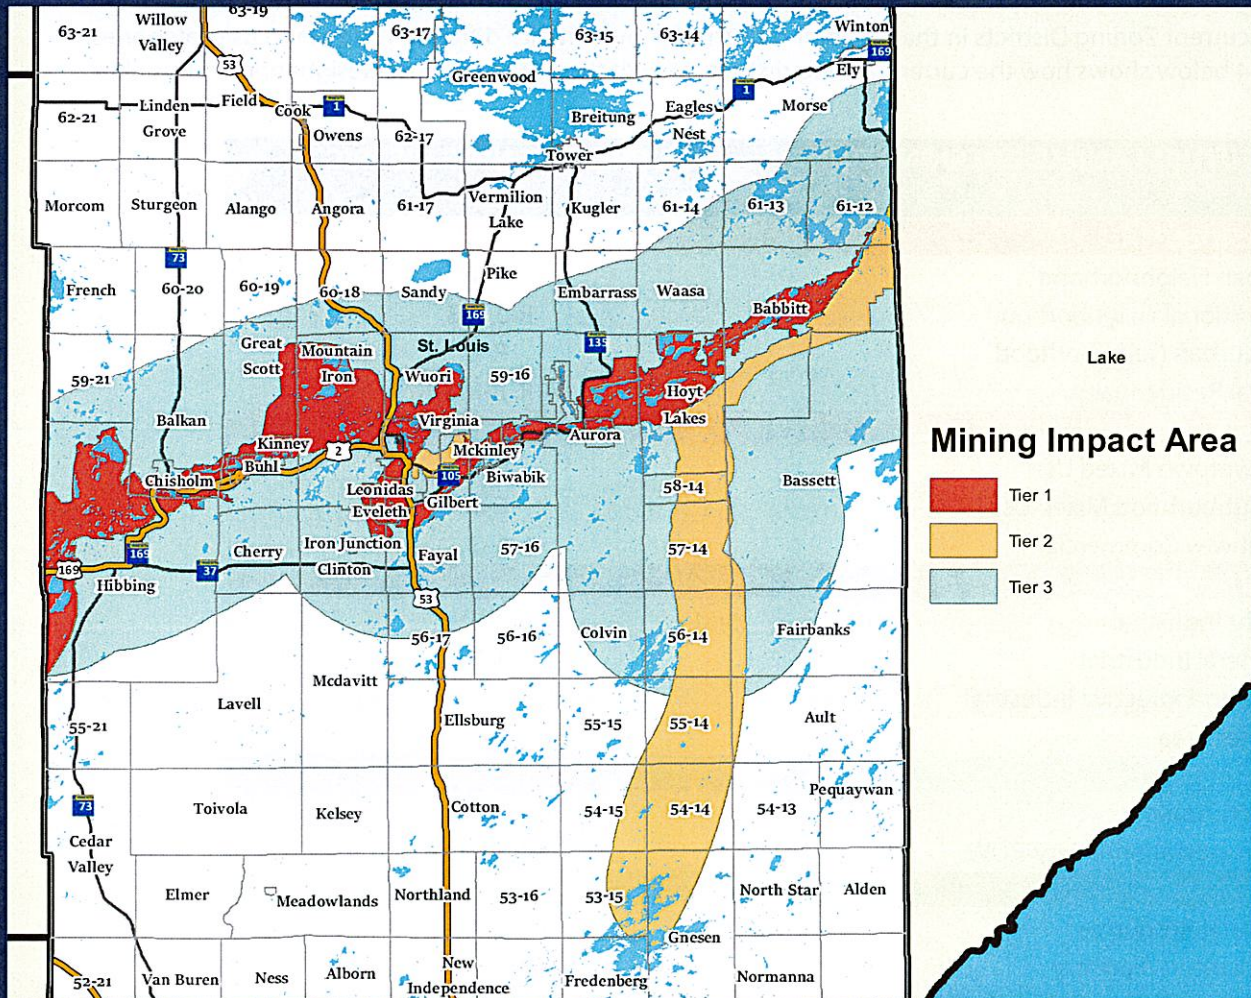 63-21
Willow
Valley
63-19
63-17
63-15
63-14
Winton
169
53
Greenwood
Ely
1
62-21
Linden
Grove
Field
Cook
1
Owens
62-17
Breitung
Eagles
Nest
Morse
Tower
Morcom
Sturgeon
Alango
Angora
61-17
Vermilion
Lake
Kugler
61-14
61-13
61-12
73
French
60-20
60-19
60-18
Sandy
Pike
Embarrass
Waasa
Babbitt
169
135
59-21
Great
Scott
Mountain
Iron
St. Louis
Wuori
59-16
Hoyt
Lakes
Lake
Balkan
Kinney
Buhl
2
Virginia
Mckinley
Aurora
Mining Impact Area
Chisholm
Leonidas
Eveleth
105
Gilbert
Biwabik
58-14
Bassett
Tier 1
Tier 2
Tier 3
169
169
Hibbing
37
Cherry
Iron Junction
Clinton
Fayal
57-16
57-14
53
56-17
56-16
Colvin
56-14
Fairbanks
55-21
Lavell
Mcdavitt
Ellsburg
55-15
55-14
Ault
73
Cedar
Valley
Toivola
Kelsey
Cotton
54-15
54-14
54-13
Pequaywan
Elmer
Meadowlands
Northland
53-16
53-15
North Star
Alden
Gnesen
52-21
Van Buren
Ness
Alborn
New
Independence
Fredenberg
Normanna